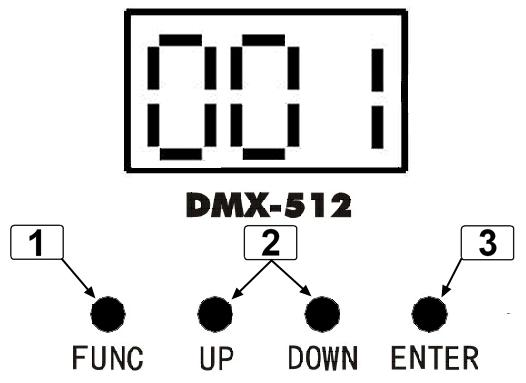 001
DMX-512
1 2 3
FUNC UP DOWN ENTER